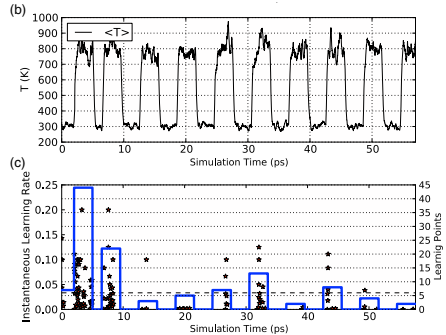 (b)
1000
900
800
700
600
500
400
300
200
T (K)
<T>
0 10 20 30 40 50
Simulation Time (ps)
(c)
0.25
0.20
0.15
0.10
0.05
0.00
Instantaneous Learning Rate
45
40
35
30
25
20
15
10
5
0
Learnig Points
0 10 20 30 40 50
Simulation Time (ps)